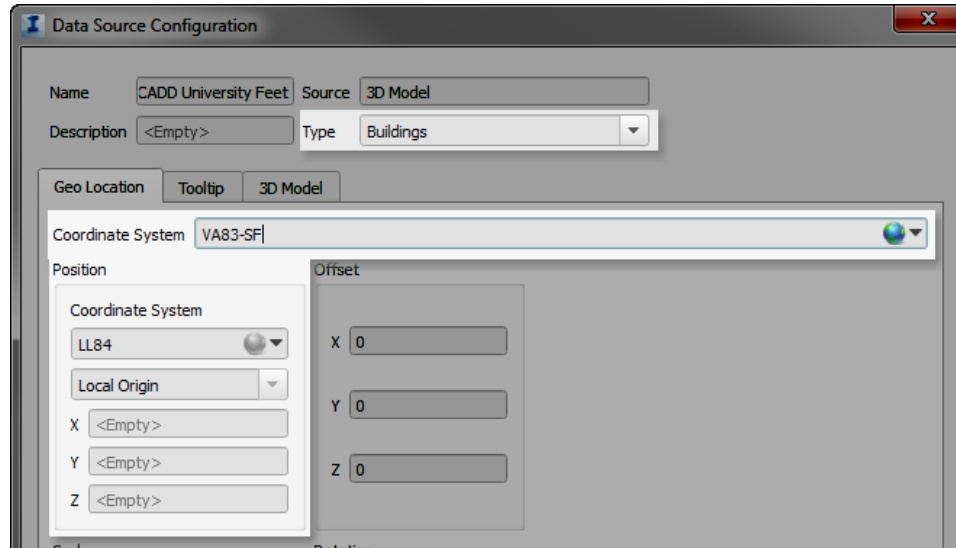 Data Source Configuration
Name CADD University Feet Source 3D Model
Description <Empty> Type Buildings
Geo Location Tooltip 3D Model
Coordinate System VA83-SF
Position Offset
Coordinate System
LL84 X 0
Local Origin
X <Empty> Y 0
Y <Empty>
Z 0
Z <Empty>